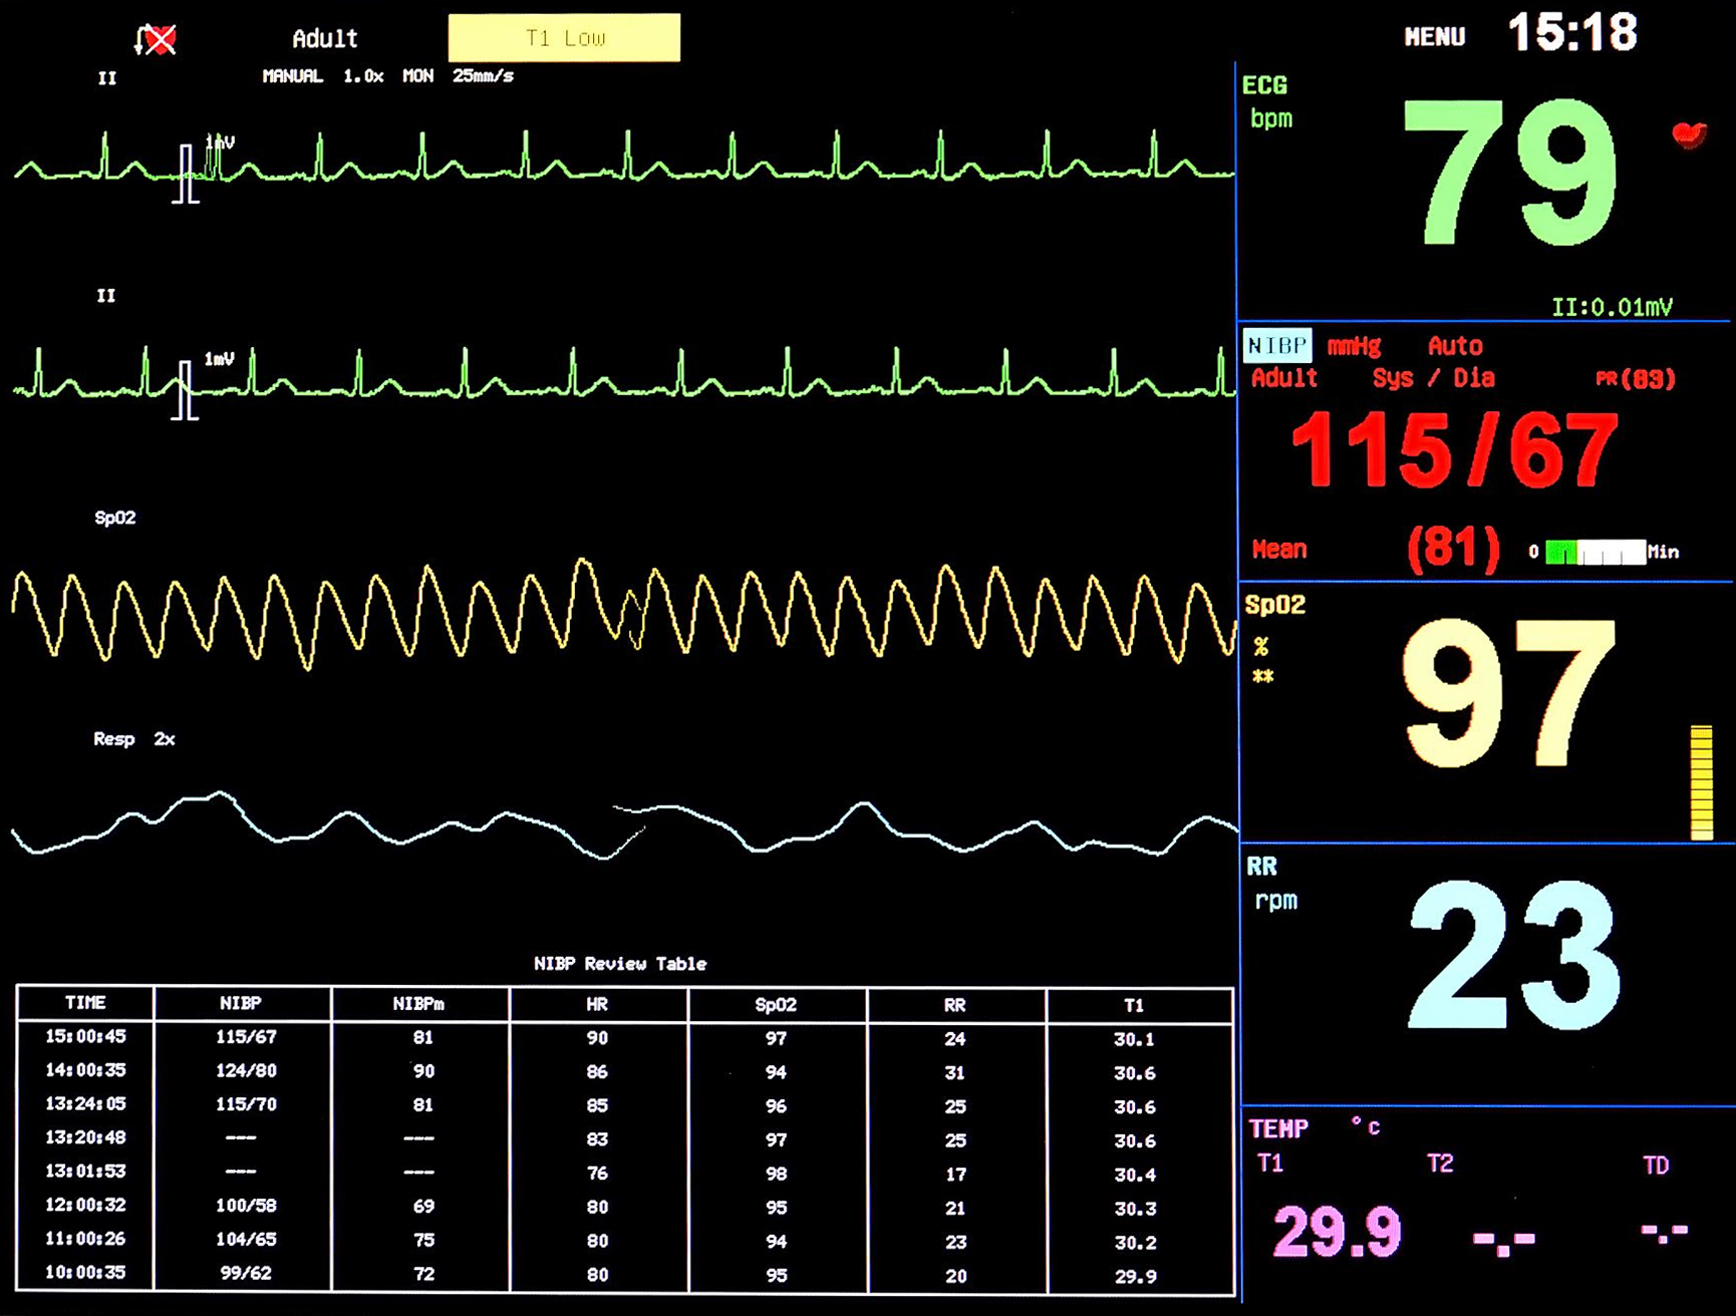 Adult T1 Low MENU 15:18
II MANUAL 1.0x MON 25mm/s
1mV
II
1mV
SpO2
Resp 2x
NIBP Review Table
TIME NIBP NIBPm HR SpO2 RR T1
15:00:45 115/67 81 90 97 24 30.1
14:00:35 124/80 90 86 94 31 30.6
13:24:05 115/70 81 85 96 25 30.6
13:20:48 --- --- 83 97 25 30.6
13:01:53 --- --- 76 98 17 30.4
12:00:32 100/58 69 80 95 21 30.3
11:00:26 104/65 75 80 94 23 30.2
10:00:35 99/62 72 80 95 20 29.9
ECG
bpm
79
II:0.01mV
NIBP mmHg Auto
Adult Sys / Dia PR(83)
115/67
Mean (81) 0 Min
SpO2
%
**
97
RR
rpm
23
TEMP °C
T1 T2 TD
29.9 -.- -.-